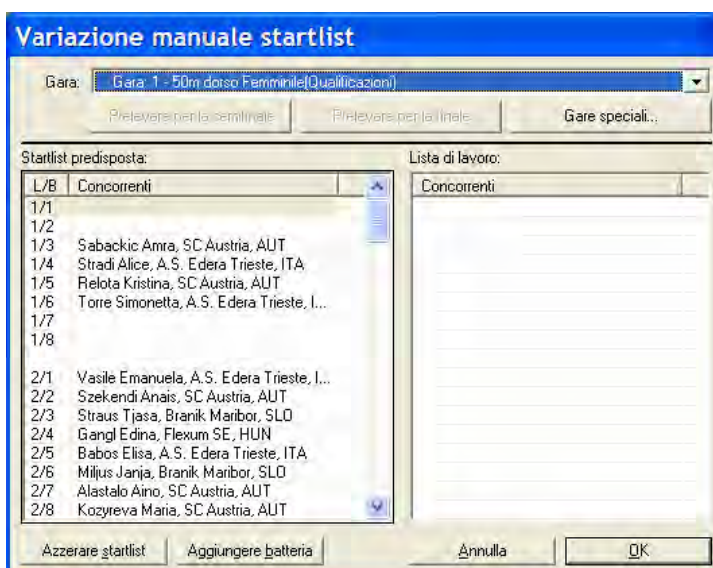 Variazione manuale startlist
Gara: Gara: 1 - 50m dorso Femminile(Qualificazioni)
Prelevare per la semifinale Prelevare per la finale Gare speciali...
Startlist predisposta: Lista di lavoro:
L/B Concorrenti Concorrenti
1/1
1/2
1/3 Sabackic Amra, SC Austria, AUT
1/4 Stradi Alice, A.S. Edera Trieste, ITA
1/5 Relota Kristina, SC Austria, AUT
1/6 Torre Simonetta, A.S. Edera Trieste, I...
1/7
1/8
2/1 Vasile Emanuela, A.S. Edera Trieste, I...
2/2 Szekendi Anais, SC Austria, AUT
2/3 Straus Tjasa, Branik Maribor, SLO
2/4 Gangl Edina, Flexum SE, HUN
2/5 Babos Elisa, A.S. Edera Trieste, ITA
2/6 Miljus Janja, Branik Maribor, SLO
2/7 Alastalo Aino, SC Austria, AUT
2/8 Kozyreva Maria, SC Austria, AUT
Azzerare startlist Aggiungere batteria Annulla OK